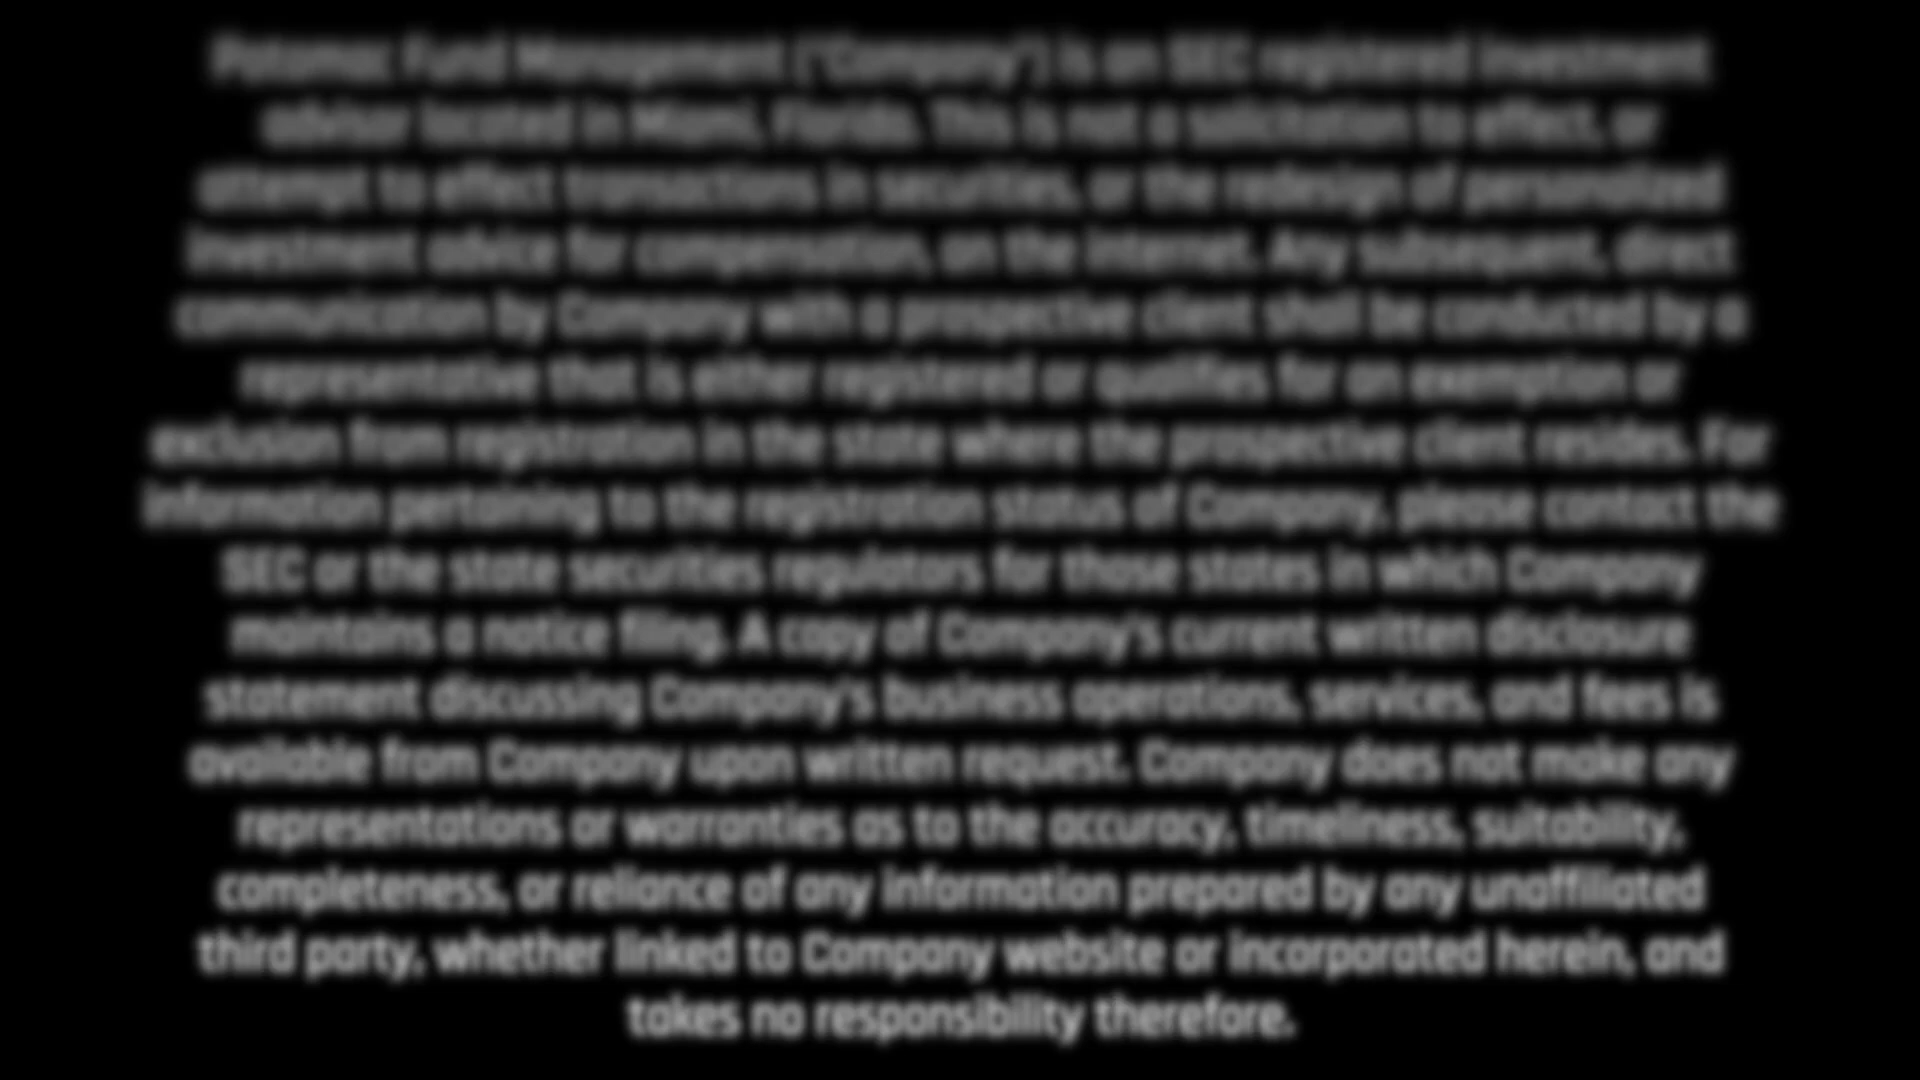 Potomac Fund Management ("Company") is an SEC registered investment
advisor located in Miami, Florida. This is not a solicitation to effect, or
attempt to effect transactions in securities, or the redesign of personalized
investment advice for compensation, on the internet. Any subsequent, direct
communication by Company with a prospective client shall be conducted by a
representative that is either registered or qualifies for an exemption or
exclusion from registration in the state where the prospective client resides. For
information pertaining to the registration status of Company, please contact the
SEC or the state securities regulators for those states in which Company
maintains a notice filing. A copy of Company's current written disclosure
statement discussing Company's business operations, services, and fees is
available from Company upon written request. Company does not make any
representations or warranties as to the accuracy, timeliness, suitability,
completeness, or reliance of any information prepared by any unaffiliated
third party, whether linked to Company website or incorporated herein, and
takes no responsibility therefore.